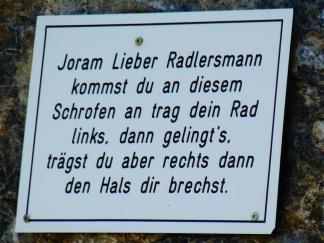 Joram Lieber Radlersmann
kommst du an diesem
Schrofen an trag dein Rad
links, dann gelingt's,
trägst du aber rechts dann
den Hals dir brechst.